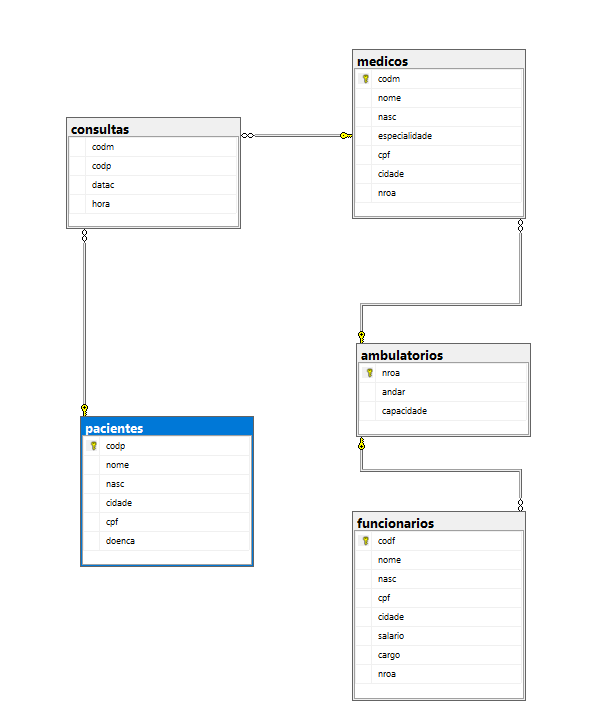 medicos
codm
nome
nasc
especialidade
cpf
cidade
nroa
consultas
codm
codp
datac
hora
ambulatorios
nroa
andar
capacidade
pacientes
codp
nome
nasc
cidade
cpf
doenca
funcionarios
codf
nome
nasc
cpf
cidade
salario
cargo
nroa